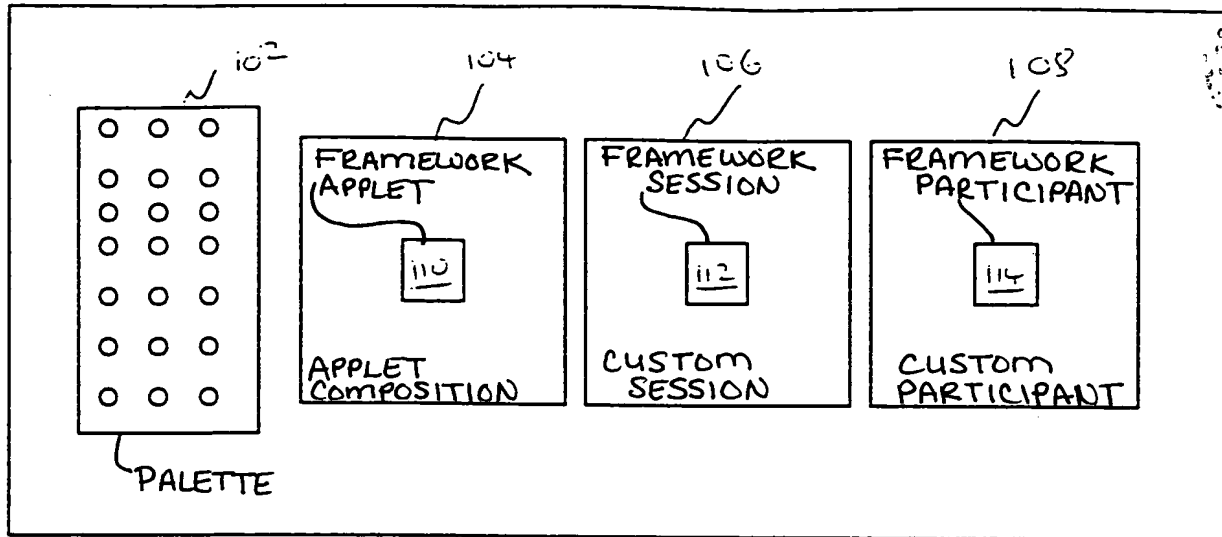 102
104
106
108
FRAMEWORK
APPLET
110
APPLET
COMPOSITION
FRAMEWORK
SESSION
112
CUSTOM
SESSION
FRAMEWORK
PARTICIPANT
114
CUSTOM
PARTICIPANT
PALETTE